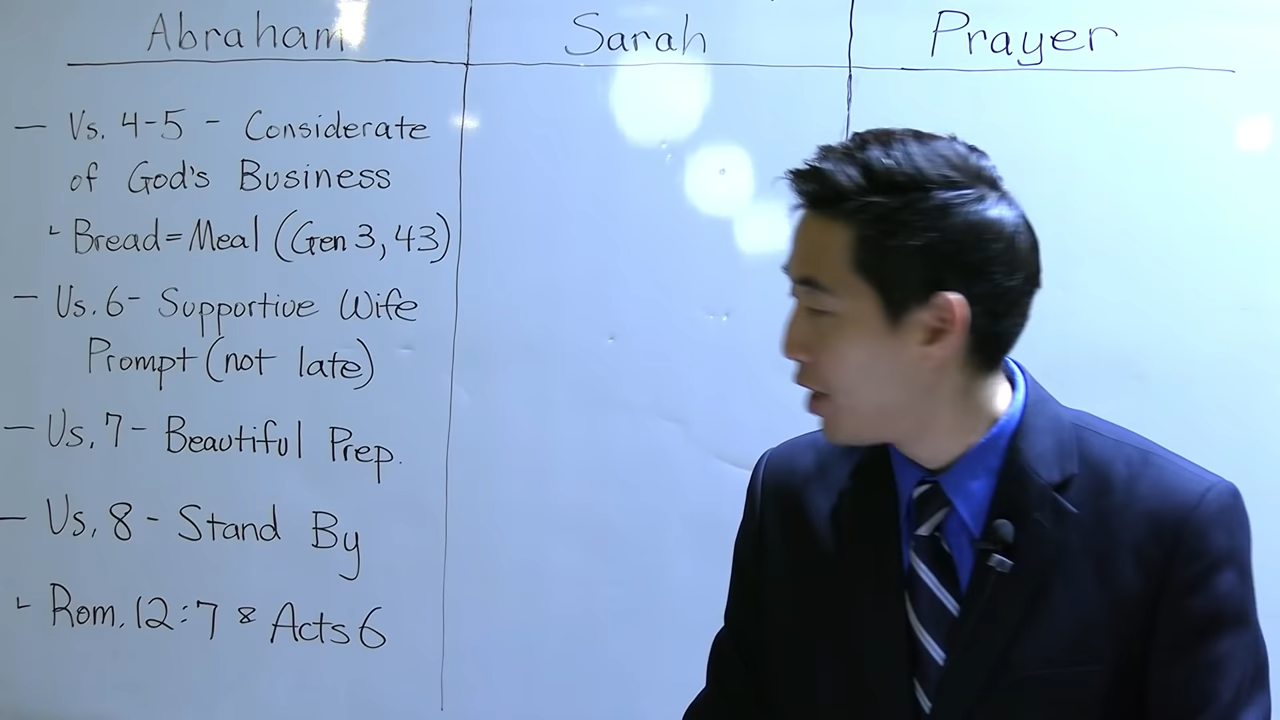 Abraham Sarah Prayer
— Vs. 4-5 - Considerate
of God's Business
└ Bread = Meal (Gen 3, 43)
— Vs. 6 - Supportive Wife
Prompt (not late)
— Vs. 7 - Beautiful Prep.
— Vs. 8 - Stand By
└ Rom. 12:7 & Acts 6